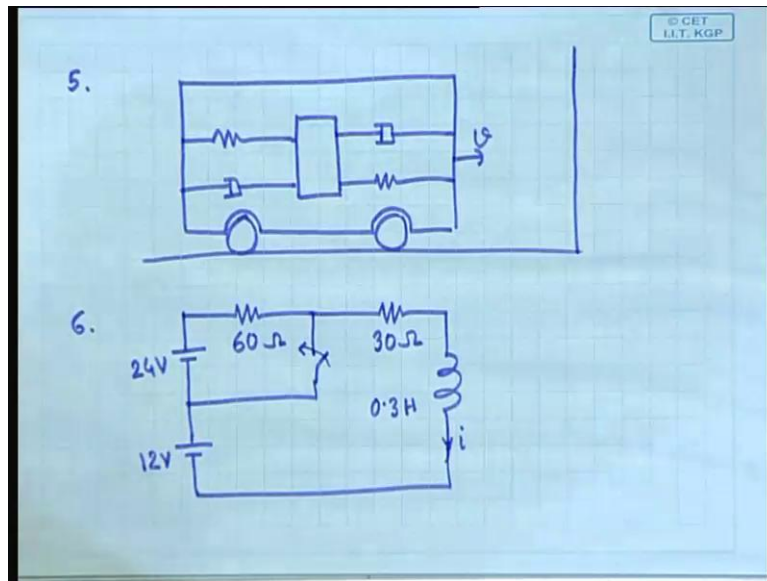 © CET
I.I.T. KGP
5.
v
6.
60 Ω
30 Ω
24V
0.3 H
i
12V